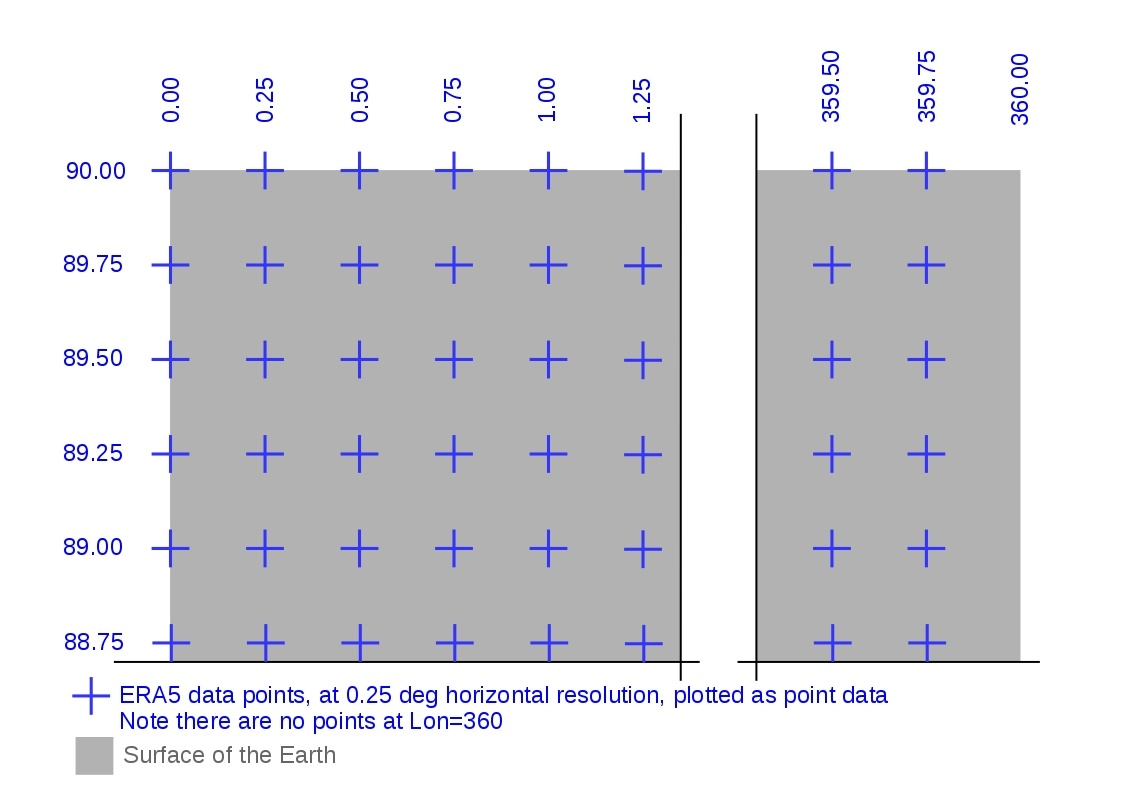 0.00 0.25 0.50 0.75 1.00 1.25 359.50 359.75 360.00
90.00
89.75
89.50
89.25
89.00
88.75
ERA5 data points, at 0.25 deg horizontal resolution, plotted as point data
Note there are no points at Lon=360
Surface of the Earth